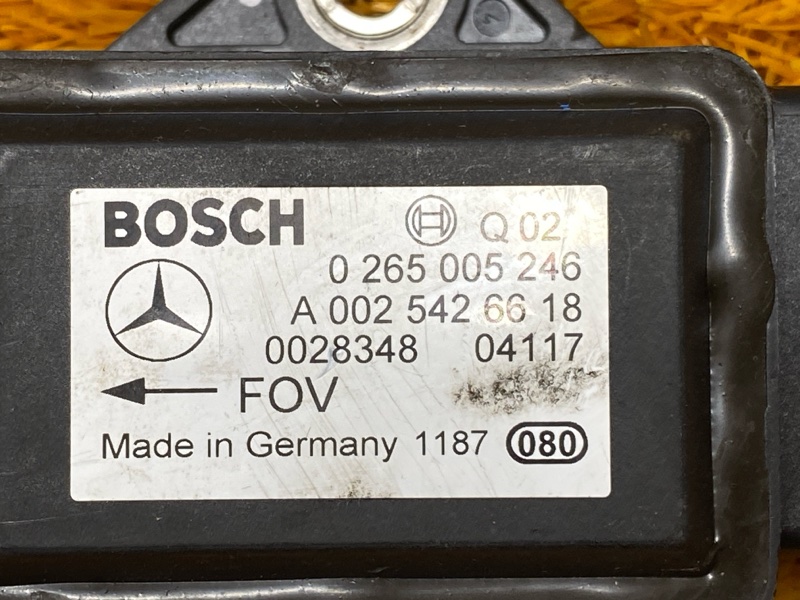 BOSCH
Q 02
0 265 005 246
A 002 542 66 18
0028348 04117
FOV
Made in Germany 1187 080